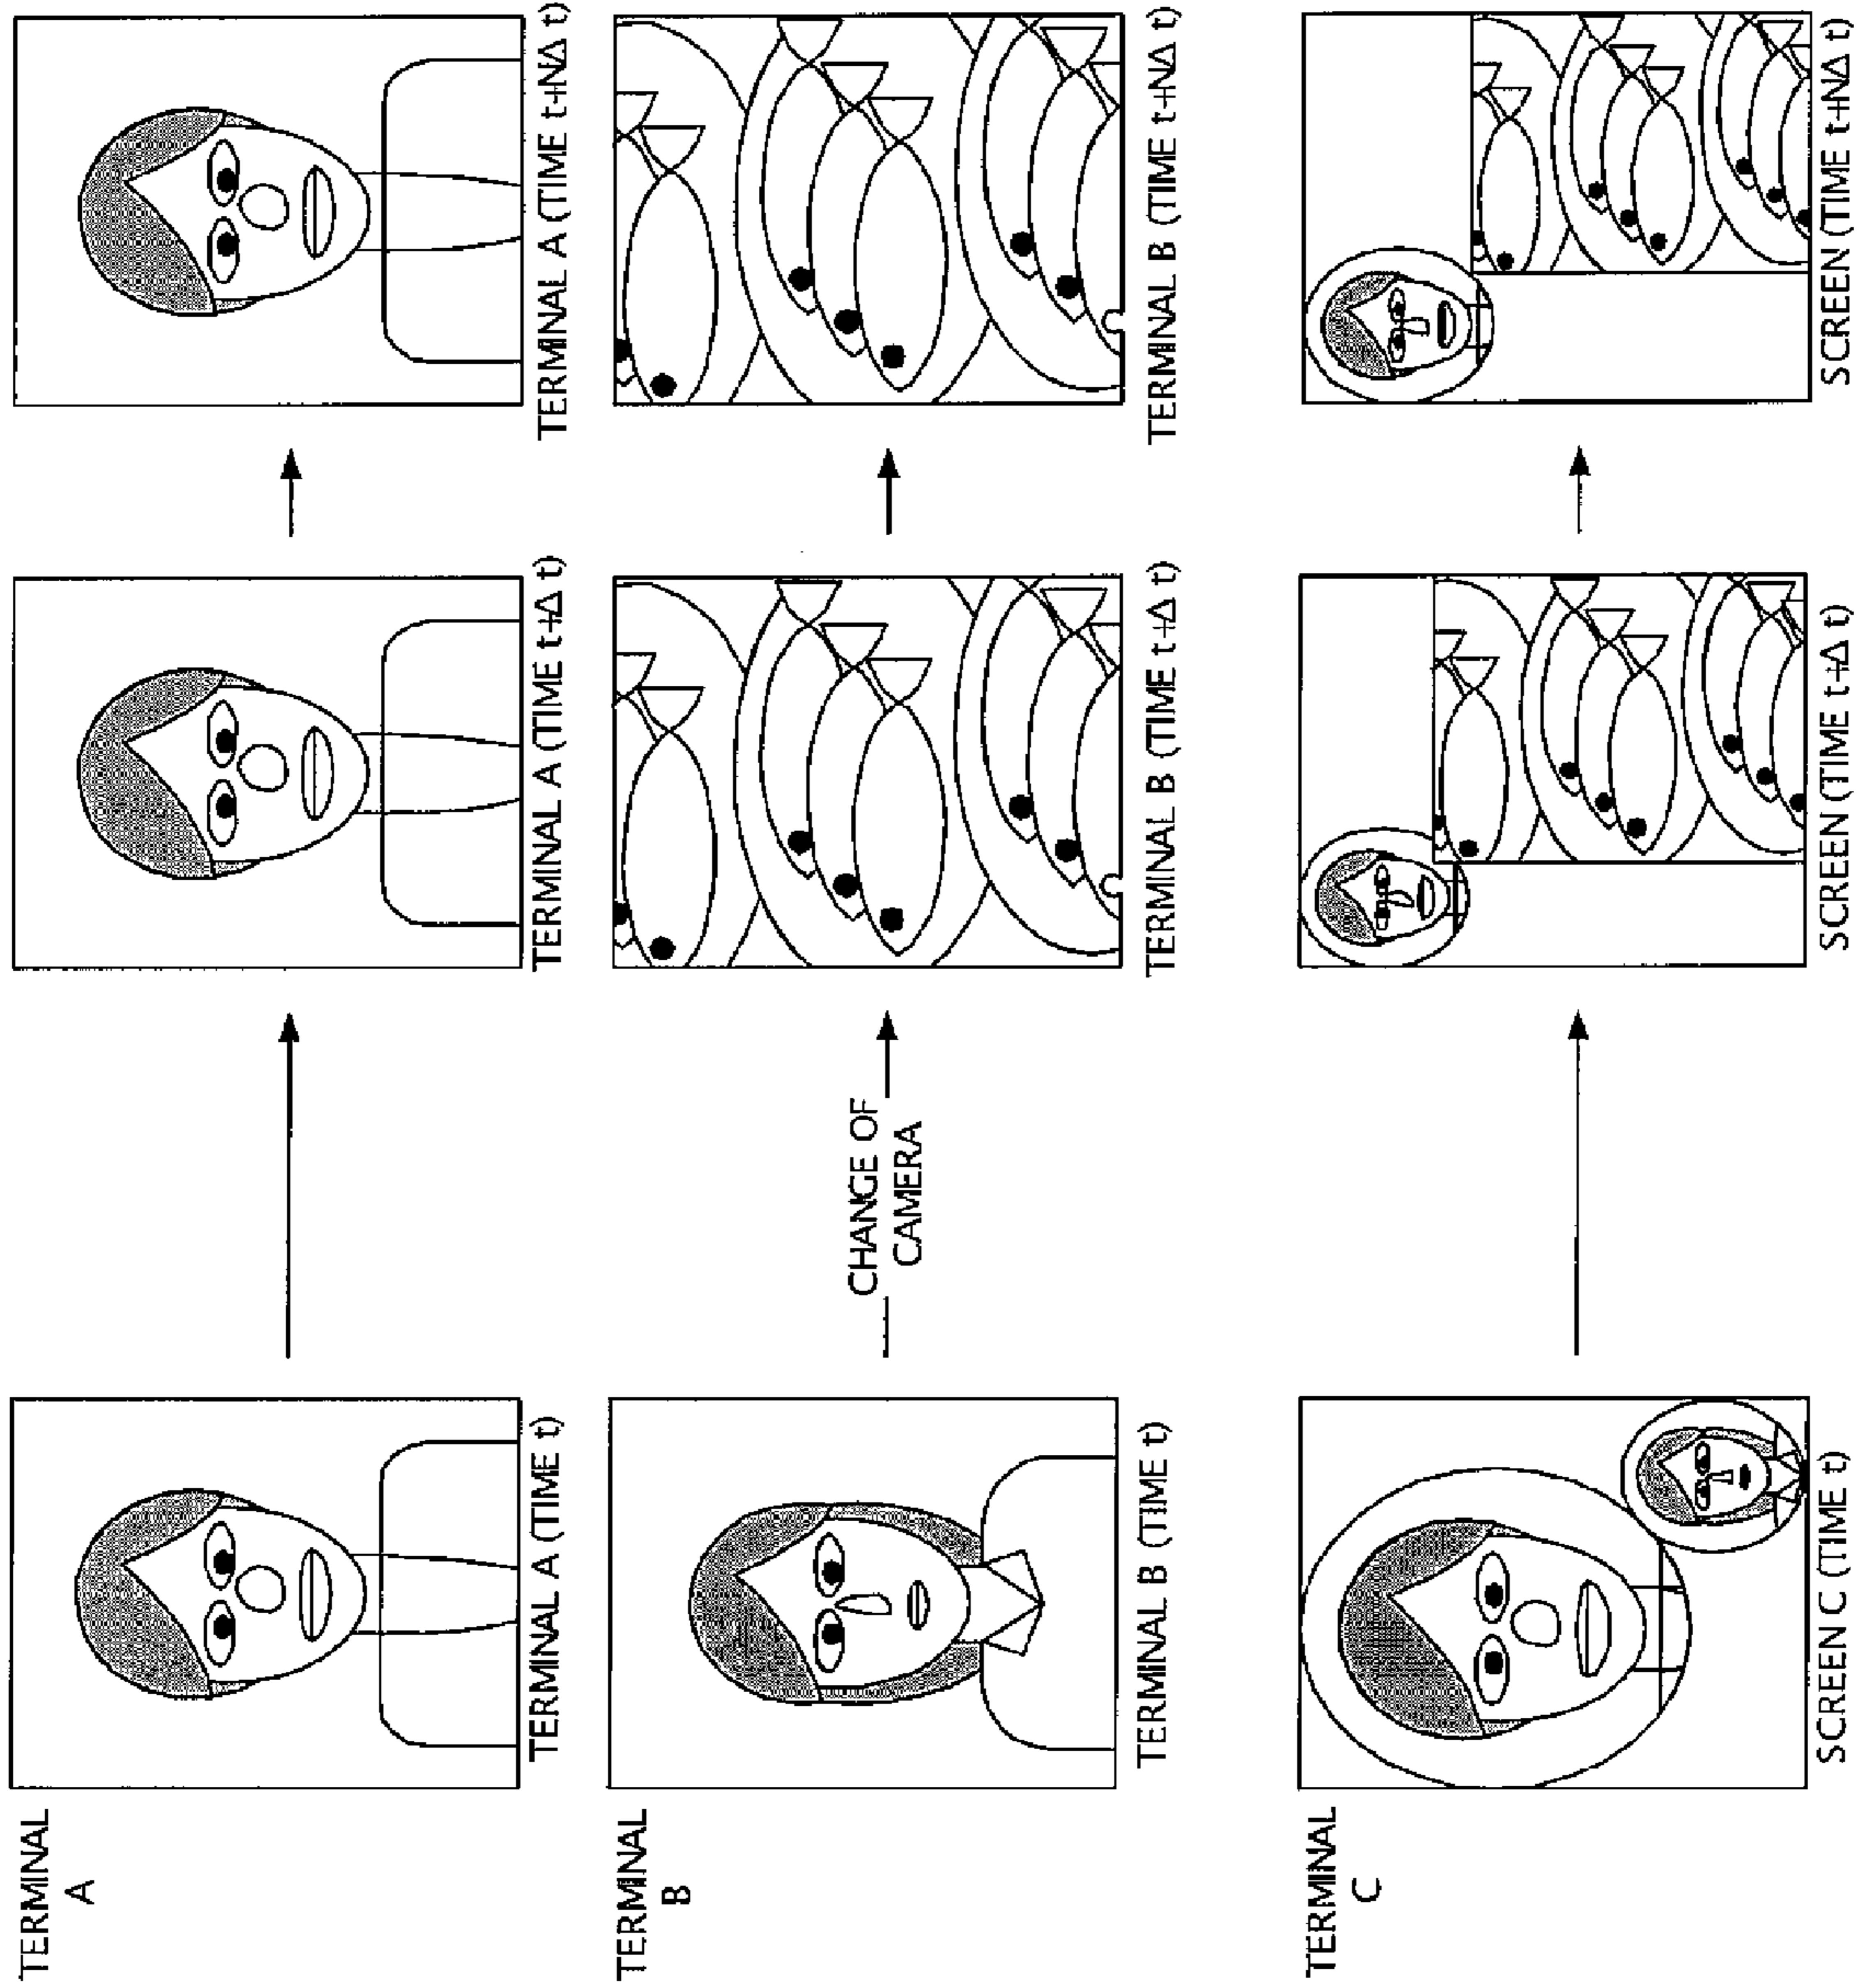 TERMINAL
A
TERMINAL A (TIME t)
TERMINAL A (TIME t+Δ t)
TERMINAL A (TIME t+NΔ t)
TERMINAL
B
CHANGE OF
CAMERA
TERMINAL B (TIME t)
TERMINAL B (TIME t+Δ t)
TERMINAL B (TIME t+NΔ t)
TERMINAL
C
SCREEN C (TIME t)
SCREEN (TIME t+Δ t)
SCREEN (TIME t+NΔ t)